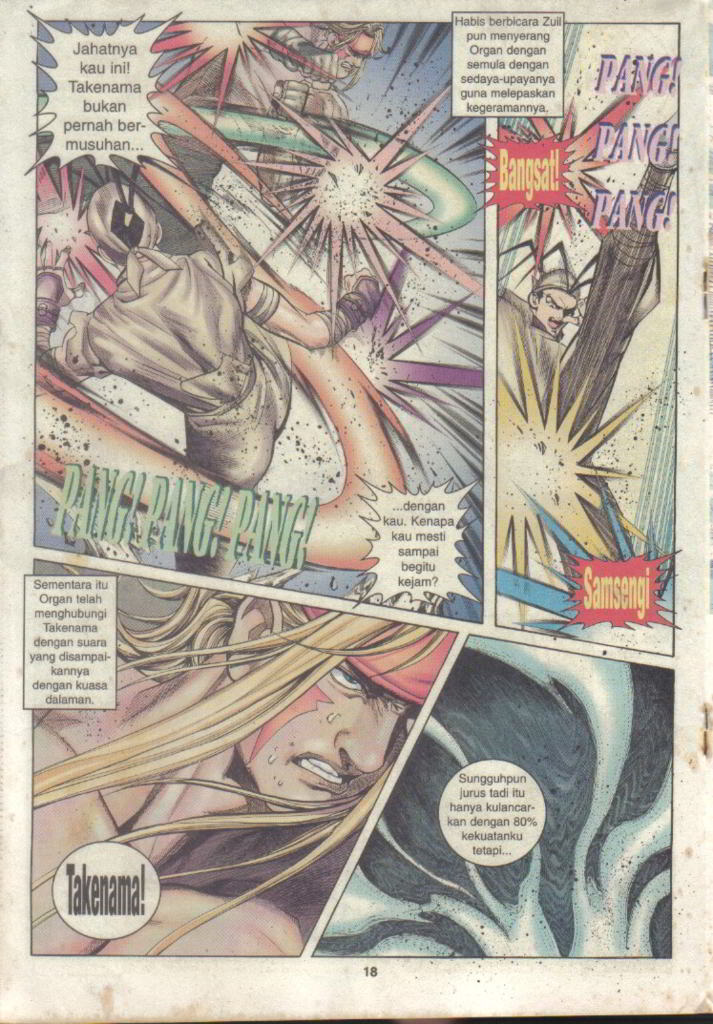 Jahatnya
kau ini!
Takenama
bukan
pernah ber-
musuhan...
Habis berbicara Zuil
pun menyerang
Organ dengan
semula dengan
sedaya-upayanya
guna melepaskan
kegeramannya.
PANG!
PANG!
PANG!
Bangsat!
PANG! PANG! PANG!
...dengan
kau. Kenapa
kau mesti
sampai
begitu
kejam?
Samseng!
Sementara itu
Organ telah
menghubungi
Takenama
dengan suara
yang disampai-
kannya
dengan kuasa
dalaman.
Takenama!
Sungguhpun
jurus tadi itu
hanya kulancar-
kan dengan 80%
kekuatanku
tetapi...
18